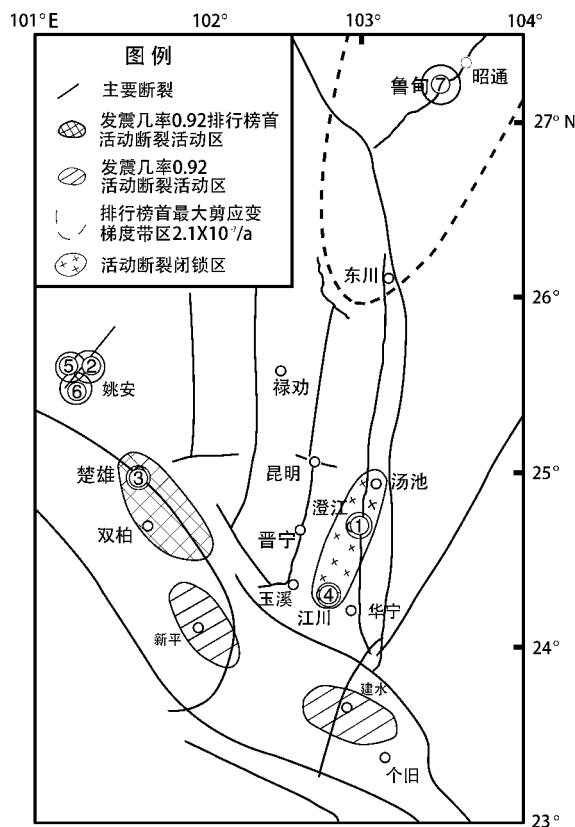 101°E
102°
103°
104°
图例
主要断裂
发震几率0.92排行榜首
活动断裂活动区
发震几率0.92
活动断裂活动区
排行榜首最大剪应变
梯度带区2.1X10⁻⁷/a
活动断裂闭锁区
鲁甸
⑦
昭通
27°N
东川
26°
⑤
②
⑥
姚安
禄劝
昆明
25°
楚雄
③
汤池
澄江
双柏
晋宁
①
玉溪
④
江川
华宁
新平
24°
建水
个旧
23°